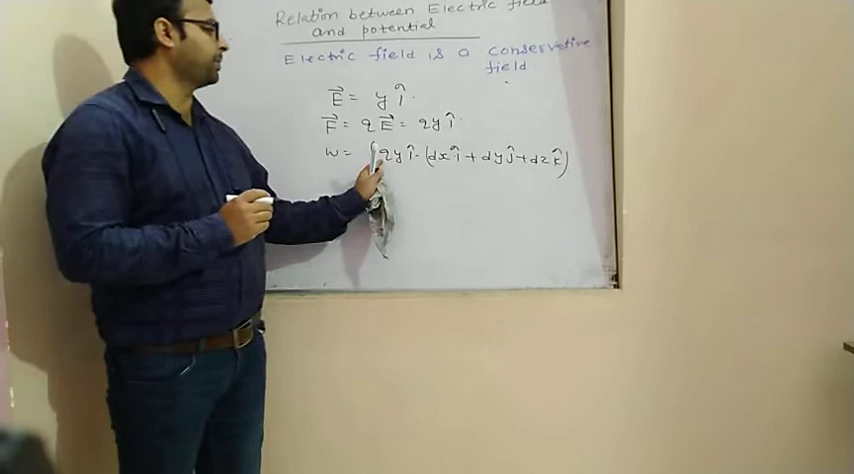 Relation between Electric field
and potential
Electric field is a conservative
field.
E⃗ = y î.
F⃗ = qE⃗ = qy î.
W = ∫qy î.(dx î + dy ĵ + dz k̂)